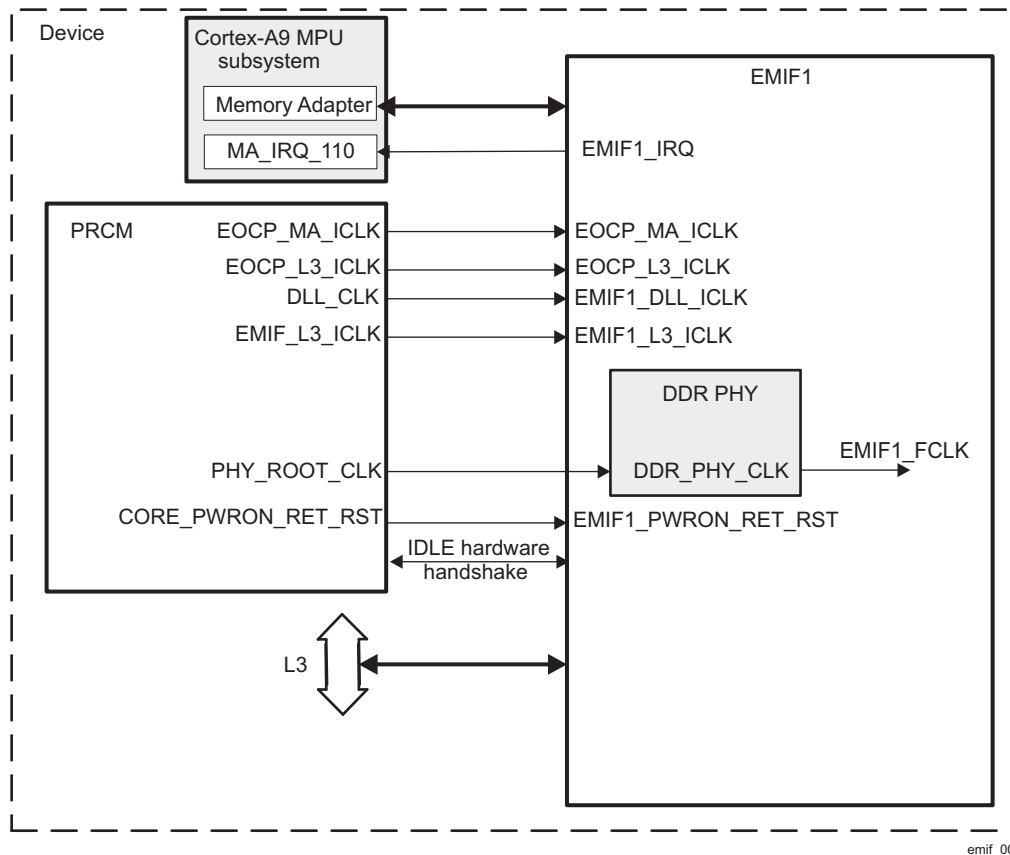 Device
Cortex-A9 MPU
subsystem
Memory Adapter
MA_IRQ_110
EMIF1
EMIF1_IRQ
PRCM
EOCP_MA_ICLK
EOCP_MA_ICLK
EOCP_L3_ICLK
EOCP_L3_ICLK
DLL_CLK
EMIF1_DLL_ICLK
EMIF_L3_ICLK
EMIF1_L3_ICLK
DDR PHY
PHY_ROOT_CLK
DDR_PHY_CLK
EMIF1_FCLK
CORE_PWRON_RET_RST
EMIF1_PWRON_RET_RST
IDLE hardware
handshake
L3
emif_00